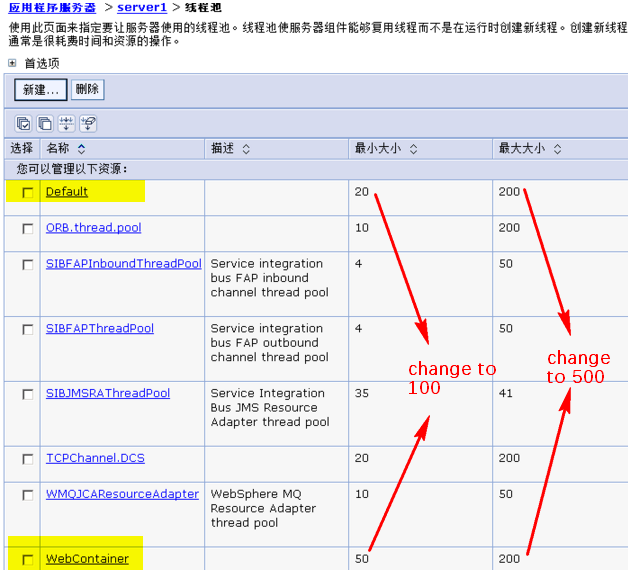 应用程序服务器 > server1 > 线程池
使用此页面来指定要让服务器使用的线程池。线程池使服务器组件能够复用线程而不是在运行时创建新线程。创建新线程
通常是很耗费时间和资源的操作。
首选项
新建... 删除
选择 名称 描述 最小大小 最大大小
您可以管理以下资源:
Default 20 200
ORB.thread.pool 10 200
SIBFAPInboundThreadPool Service integration 4 50
bus FAP inbound
channel thread pool
SIBFAPThreadPool Service integration 4 50
bus FAP outbound
channel thread pool
change to
100
change
to 500
SIBJMSRAThreadPool Service Integration 35 41
Bus JMS Resource
Adapter thread pool
TCPChannel.DCS 20 200
WMQJCAResourceAdapter WebSphere MQ 10 50
Resource Adapter
thread pool
WebContainer 50 200